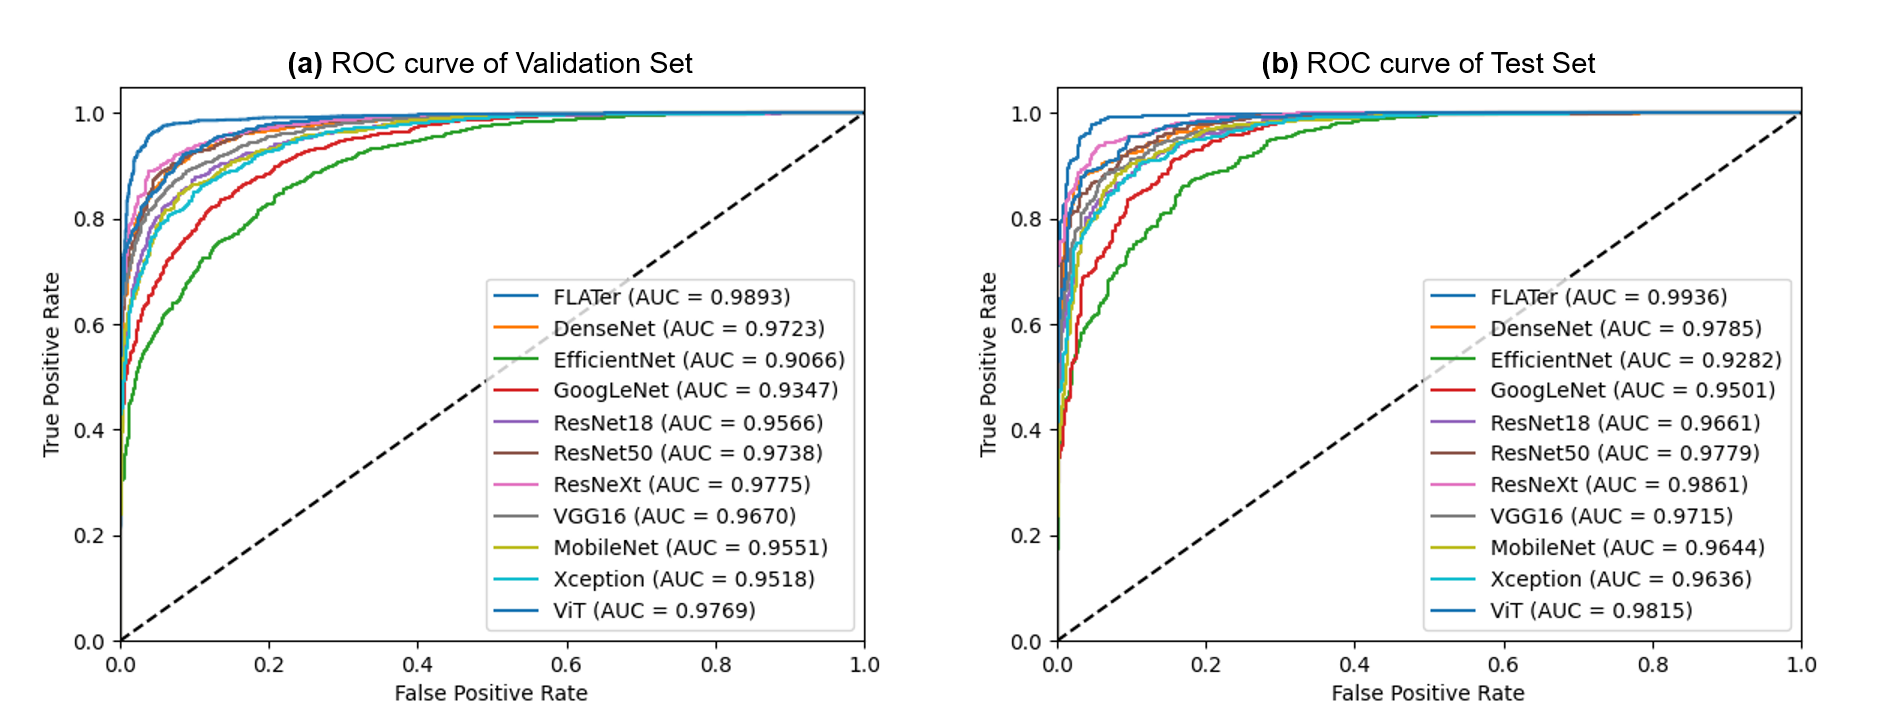 (a) ROC curve of Validation Set
1.0
0.8
0.6
0.4
0.2
0.0
True Positive Rate
FLATer (AUC = 0.9893)
DenseNet (AUC = 0.9723)
EfficientNet (AUC = 0.9066)
GoogLeNet (AUC = 0.9347)
ResNet18 (AUC = 0.9566)
ResNet50 (AUC = 0.9738)
ResNeXt (AUC = 0.9775)
VGG16 (AUC = 0.9670)
MobileNet (AUC = 0.9551)
Xception (AUC = 0.9518)
ViT (AUC = 0.9769)
0.0 0.2 0.4 0.6 0.8 1.0
False Positive Rate
(b) ROC curve of Test Set
1.0
0.8
0.6
0.4
0.2
0.0
True Positive Rate
FLATer (AUC = 0.9936)
DenseNet (AUC = 0.9785)
EfficientNet (AUC = 0.9282)
GoogLeNet (AUC = 0.9501)
ResNet18 (AUC = 0.9661)
ResNet50 (AUC = 0.9779)
ResNeXt (AUC = 0.9861)
VGG16 (AUC = 0.9715)
MobileNet (AUC = 0.9644)
Xception (AUC = 0.9636)
ViT (AUC = 0.9815)
0.0 0.2 0.4 0.6 0.8 1.0
False Positive Rate